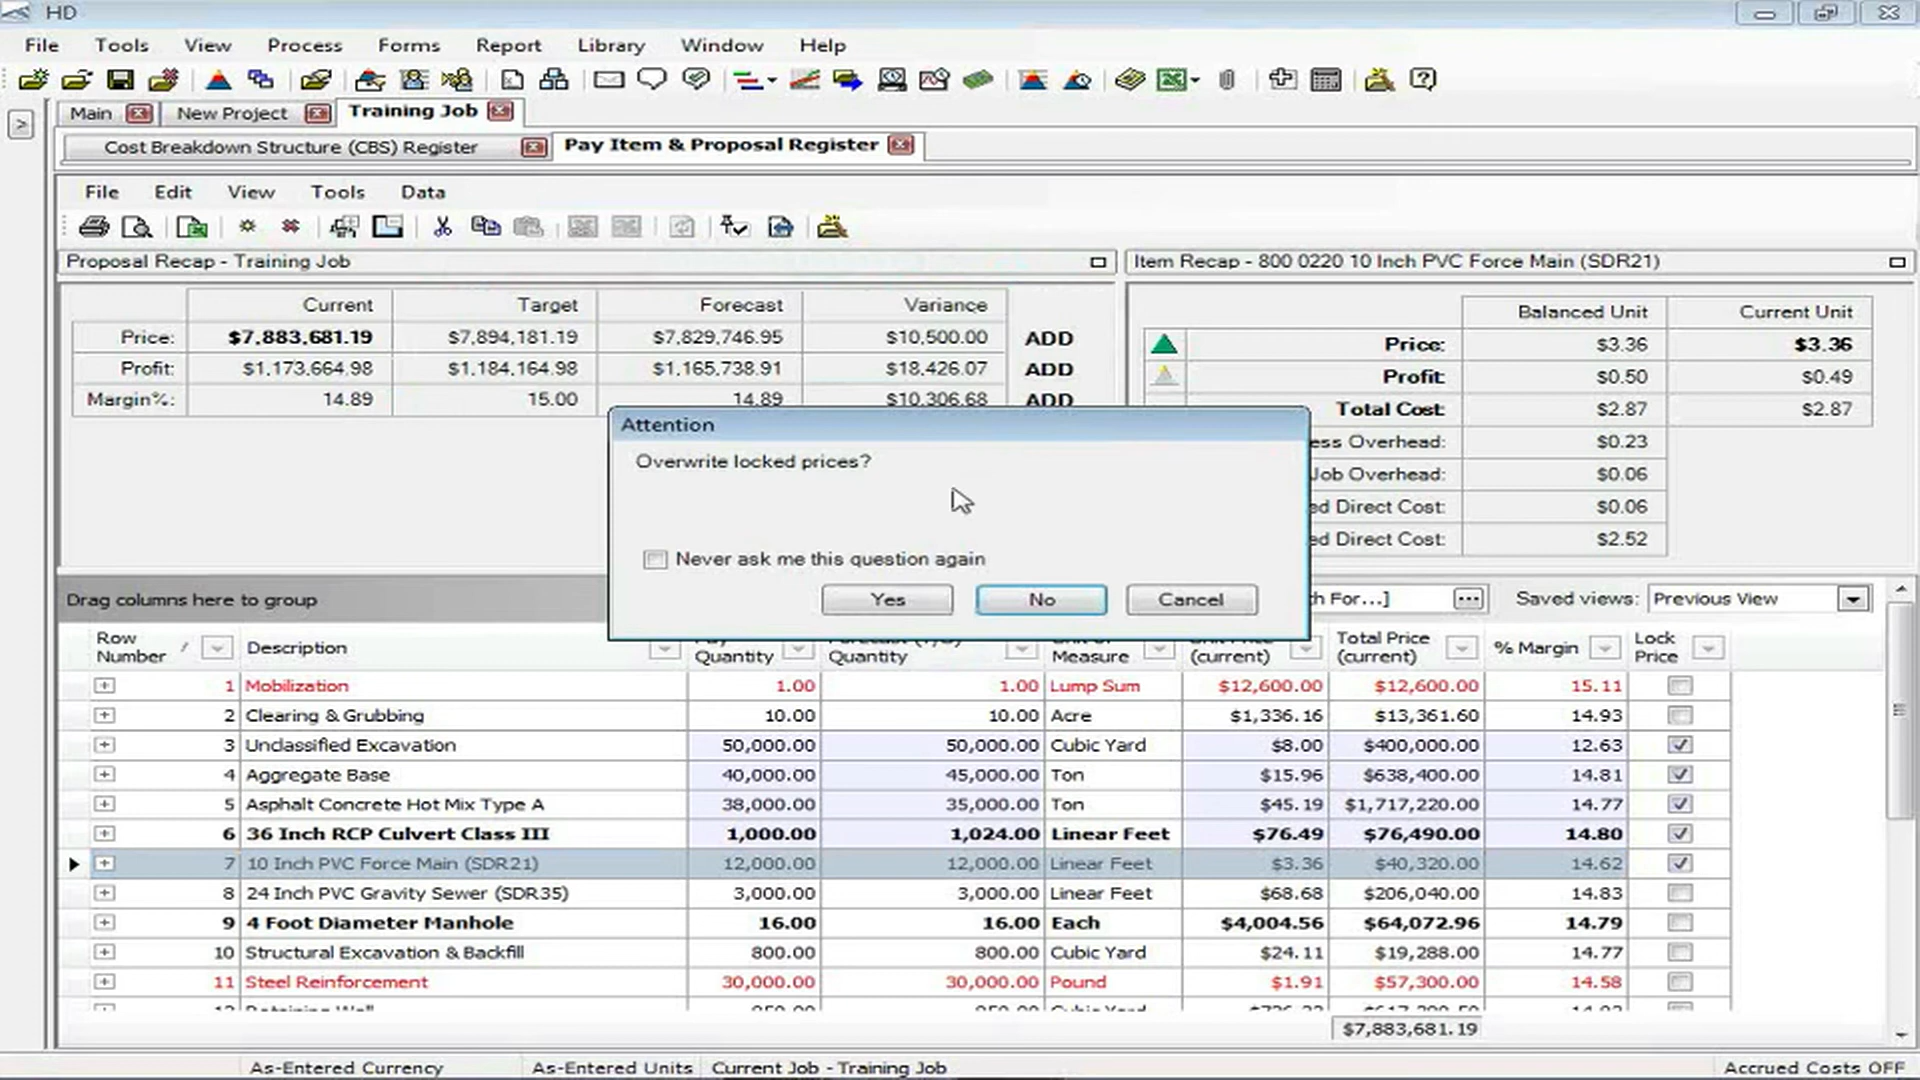 HD
File Tools View Process Forms Report Library Window Help
Main New Project Training Job
Cost Breakdown Structure (CBS) Register Pay Item & Proposal Register
File Edit View Tools Data
Proposal Recap - Training Job
Current Target Forecast Variance
Price: $7,883,681.19 $7,894,181.19 $7,829,746.95 $10,500.00 ADD
Profit: $1,173,664.98 $1,184,164.98 $1,165,738.91 $18,426.07 ADD
Margin%: 14.89 15.00 14.89 $10,306.68 ADD
Item Recap - 800 0220 10 Inch PVC Force Main (SDR21)
Balanced Unit Current Unit
Price: $3.36 $3.36
Profit: $0.50 $0.49
Total Cost: $2.87 $2.87
ess Overhead: $0.23
Job Overhead: $0.06
ed Direct Cost: $0.06
ed Direct Cost: $2.52
Attention
Overwrite locked prices?
Never ask me this question again
Yes No Cancel
Drag columns here to group
h For...] ... Saved views: Previous View
Row Number / Description Quantity Quantity Measure (current) Total Price (current) % Margin Lock Price
1 Mobilization 1.00 1.00 Lump Sum $12,600.00 $12,600.00 15.11
2 Clearing & Grubbing 10.00 10.00 Acre $1,336.16 $13,361.60 14.93
3 Unclassified Excavation 50,000.00 50,000.00 Cubic Yard $8.00 $400,000.00 12.63
4 Aggregate Base 40,000.00 45,000.00 Ton $15.96 $638,400.00 14.81
5 Asphalt Concrete Hot Mix Type A 38,000.00 35,000.00 Ton $45.19 $1,717,220.00 14.77
6 36 Inch RCP Culvert Class III 1,000.00 1,024.00 Linear Feet $76.49 $76,490.00 14.80
7 10 Inch PVC Force Main (SDR21) 12,000.00 12,000.00 Linear Feet $3.36 $40,320.00 14.62
8 24 Inch PVC Gravity Sewer (SDR35) 3,000.00 3,000.00 Linear Feet $68.68 $206,040.00 14.83
9 4 Foot Diameter Manhole 16.00 16.00 Each $4,004.56 $64,072.96 14.79
10 Structural Excavation & Backfill 800.00 800.00 Cubic Yard $24.11 $19,288.00 14.77
11 Steel Reinforcement 30,000.00 30,000.00 Pound $1.91 $57,300.00 14.58
$7,883,681.19
As-Entered Currency As-Entered Units Current Job - Training Job Accrued Costs OFF